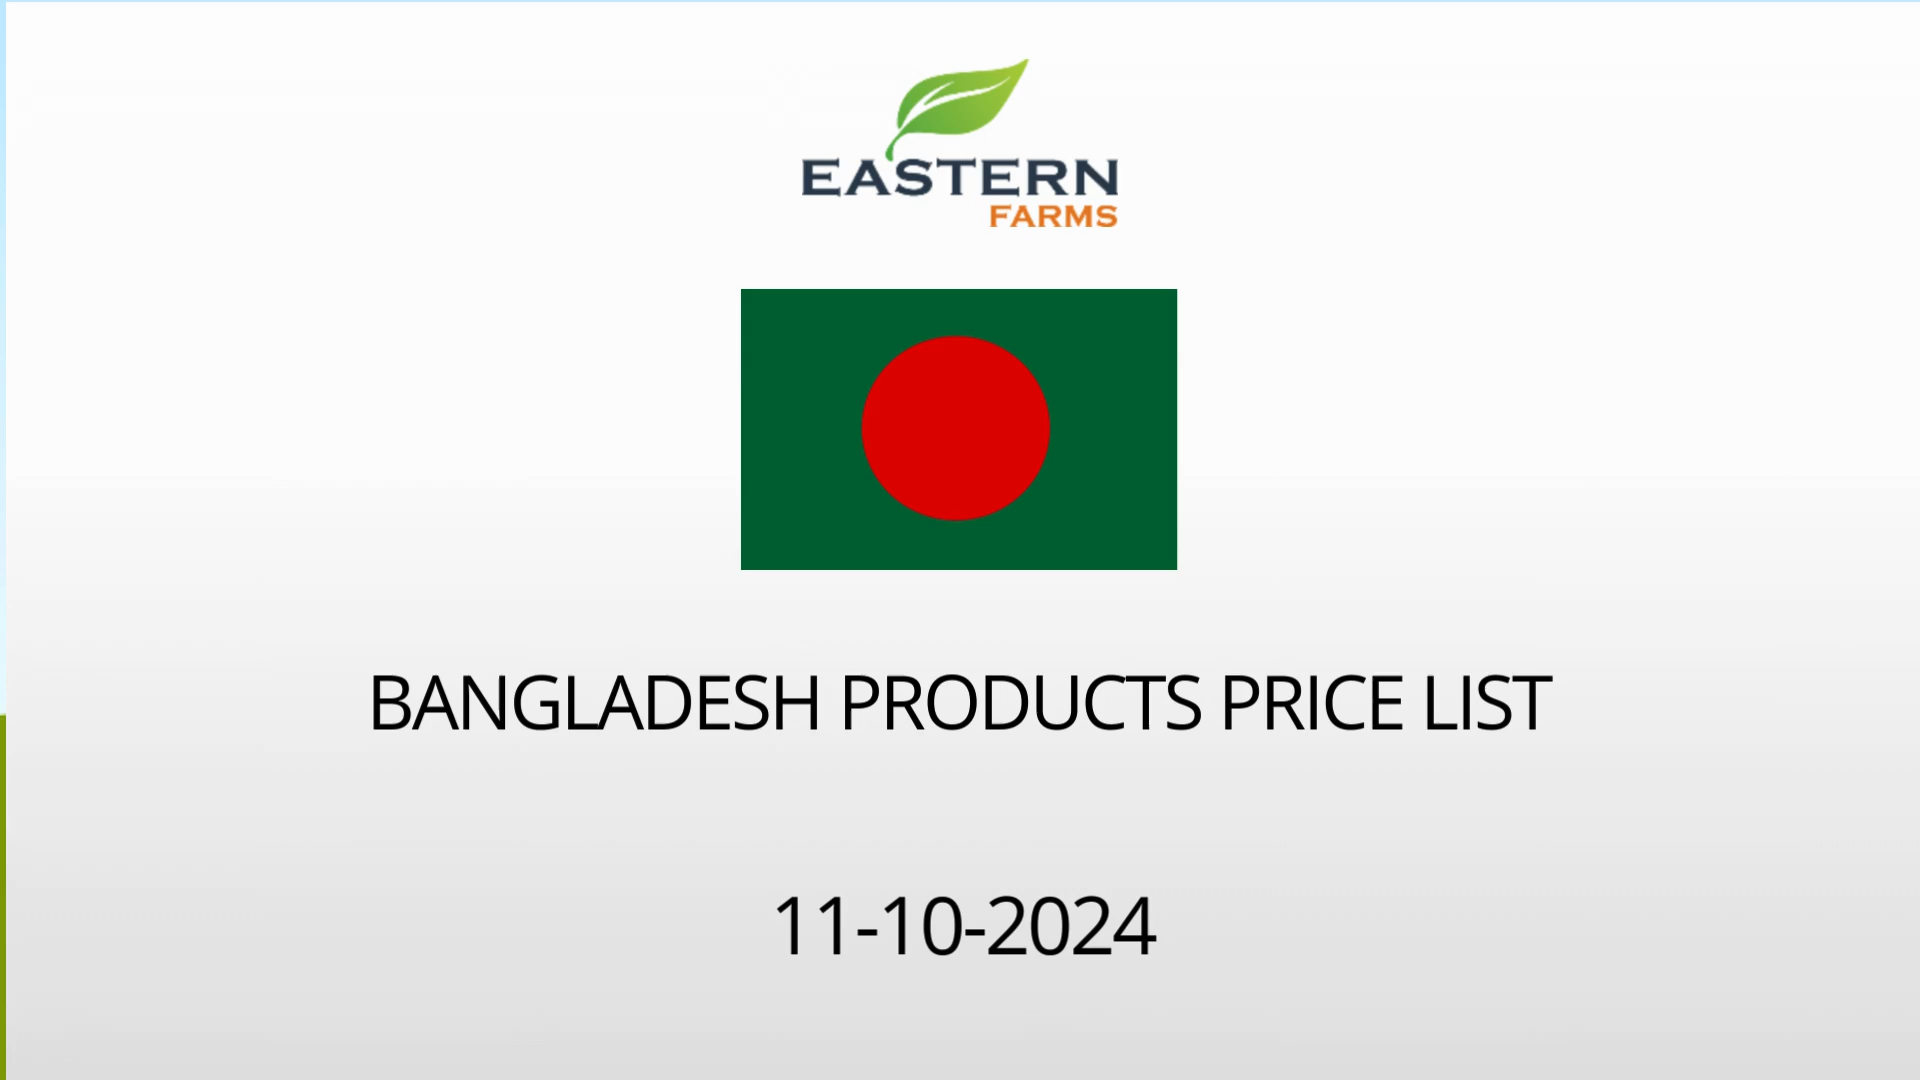 EASTERN
FARMS
BANGLADESH PRODUCTS PRICE LIST
11-10-2024